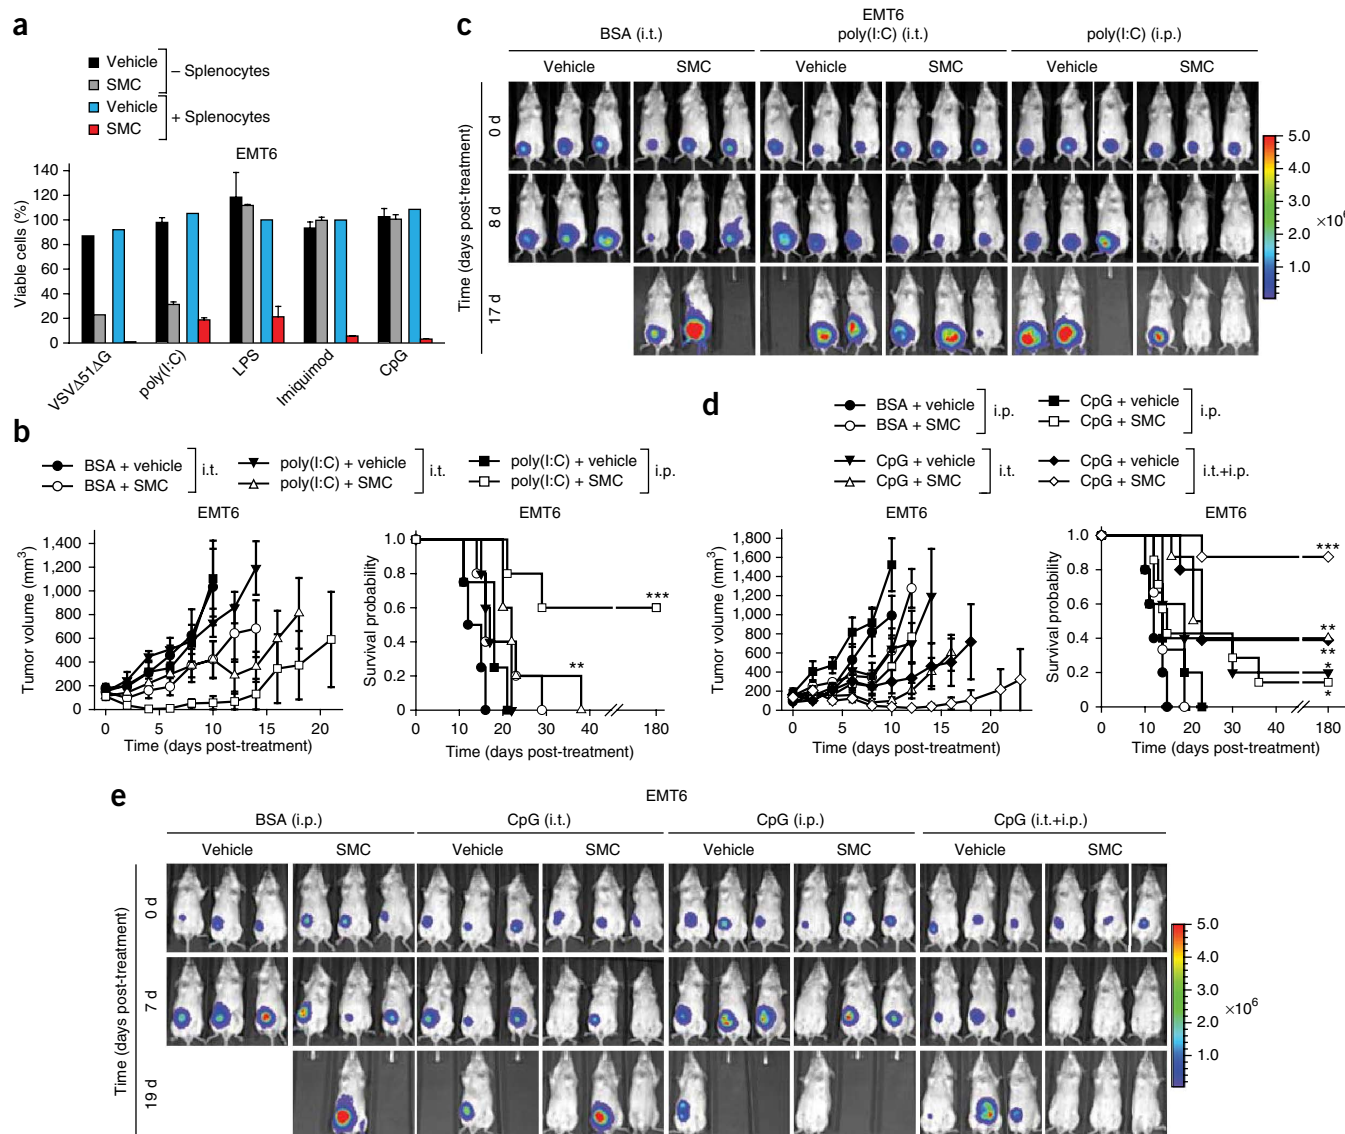 a
Vehicle
SMC
– Splenocytes
Vehicle
SMC
+ Splenocytes
EMT6
Viable cells (%)
140
120
100
80
60
40
20
0
VSVΔ51ΔG
poly(I:C)
LPS
Imiquimod
CpG
c
EMT6
BSA (i.t.)
poly(I:C) (i.t.)
poly(I:C) (i.p.)
Vehicle
SMC
Vehicle
SMC
Vehicle
SMC
Time (days post-treatment)
0 d
8 d
17 d
5.0
4.0
3.0
2.0
1.0
×10⁶
b
BSA + vehicle
BSA + SMC
i.t.
poly(I:C) + vehicle
poly(I:C) + SMC
i.t.
poly(I:C) + vehicle
poly(I:C) + SMC
i.p.
EMT6
Tumor volume (mm³)
1,400
1,200
1,000
800
600
400
200
0
0 5 10 15 20
Time (days post-treatment)
EMT6
Survival probability
1.0
0.8
0.6
0.4
0.2
0
***
**
0 10 20 30 40 180
Time (days post-treatment)
d
BSA + vehicle
BSA + SMC
i.p.
CpG + vehicle
CpG + SMC
i.p.
CpG + vehicle
CpG + SMC
i.t.
CpG + vehicle
CpG + SMC
i.t.+i.p.
EMT6
Tumor volume (mm³)
1,800
1,600
1,400
1,200
1,000
800
600
400
200
0
0 5 10 15 20
Time (days post-treatment)
EMT6
Survival probability
1.0
0.8
0.6
0.4
0.2
0
***
**
**
*
*
0 10 20 30 40 180
Time (days post-treatment)
e
EMT6
BSA (i.p.)
CpG (i.t.)
CpG (i.p.)
CpG (i.t.+i.p.)
Vehicle
SMC
Vehicle
SMC
Vehicle
SMC
Vehicle
SMC
Time (days post-treatment)
0 d
7 d
19 d
5.0
4.0
3.0
2.0
1.0
×10⁶